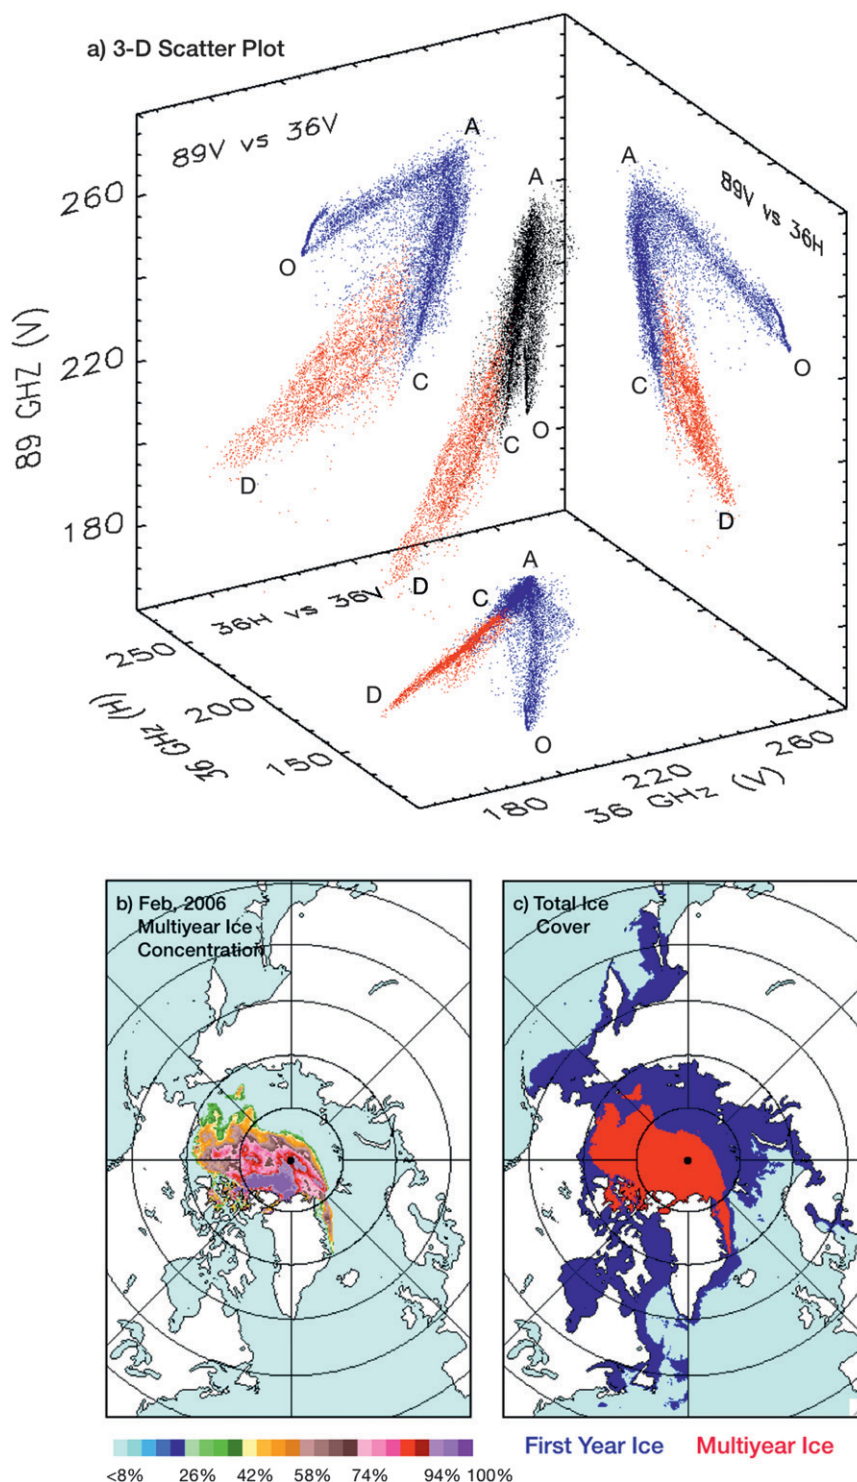 a) 3-D Scatter Plot
89V vs 36V
A
A
A
89V vs 36H
260
O
O
89 GHZ (V)
220
C
C
C
O
D
D
D
180
36H vs 36V
A
C
D
O
250
200
150
36 GHz (H)
180
220
260
36 GHz (V)
b) Feb, 2006
Multiyear Ice
Concentration
c) Total Ice
Cover
<8% 26% 42% 58% 74% 94% 100%
First Year Ice Multiyear Ice